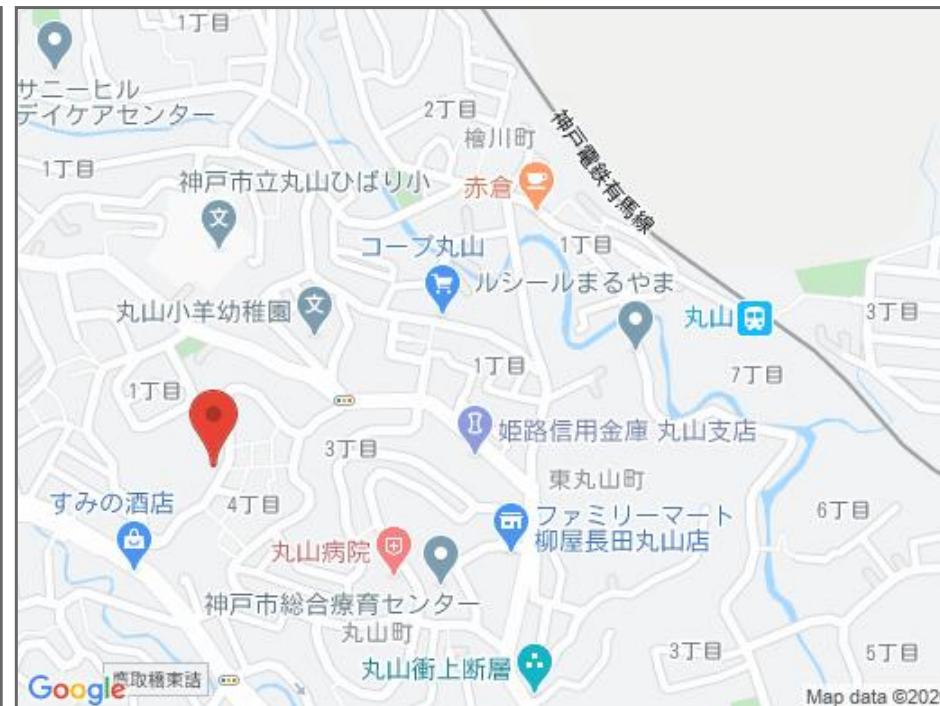 1丁目
サニーヒル
デイケアセンター
2丁目
檜川町
神戸電鉄有馬線
1丁目
神戸市立丸山ひばり小
赤倉
コープ丸山
1丁目
ルシールまるやま
丸山小羊幼稚園
丸山
3丁目
1丁目
7丁目
1丁目
姫路信用金庫 丸山支店
3丁目
東丸山町
すみの酒店
4丁目
ファミリーマート
柳屋長田丸山店
6丁目
丸山病院
神戸市総合療育センター
丸山町
丸山衝上断層
3丁目
5丁目
Google
鷹取橋東詰
Map data ©202